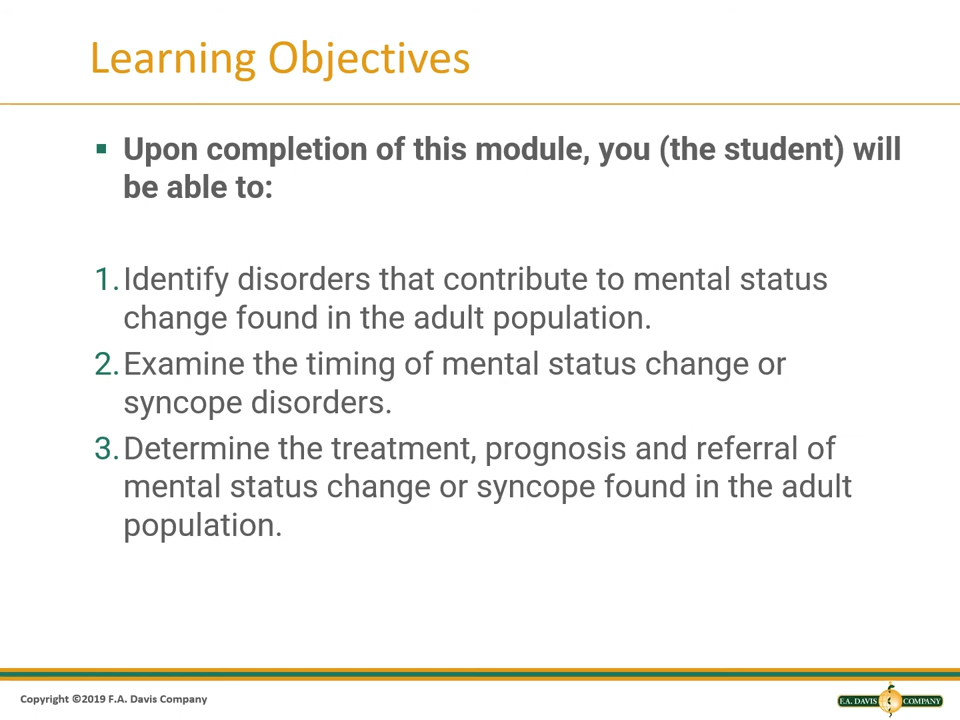 Learning Objectives
▪ Upon completion of this module, you (the student) will
be able to:
1. Identify disorders that contribute to mental status
change found in the adult population.
2. Examine the timing of mental status change or
syncope disorders.
3. Determine the treatment, prognosis and referral of
mental status change or syncope found in the adult
population.
Copyright ©2019 F.A. Davis Company
F.A. DAVIS COMPANY